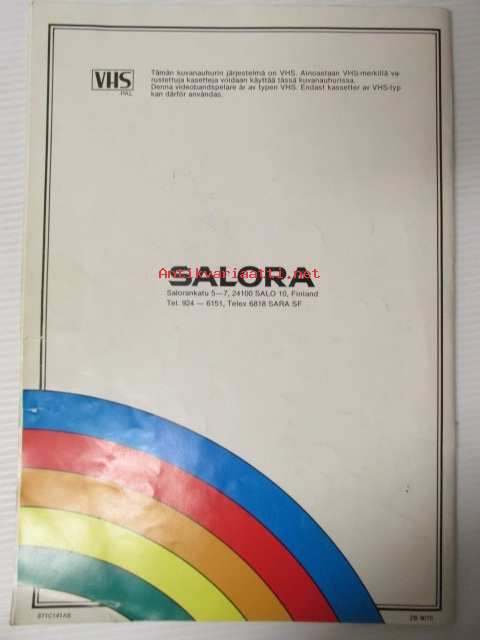 VHS
PAL
Tämän kuvanauhurin järjestelmä on VHS. Ainoastaan VHS-merkillä va-
rustettuja kasetteja voidaan käyttää tässä kuvanauhurissa.
Denna videobandspelare är av typen VHS. Endast kassetter av VHS-typ
kan därför användas.
SALORA
Antikvariaatti.net
Salorankatu 5—7, 24100 SALO 10, Finland
Tel. 924 — 6151, Telex 6818 SARA SF